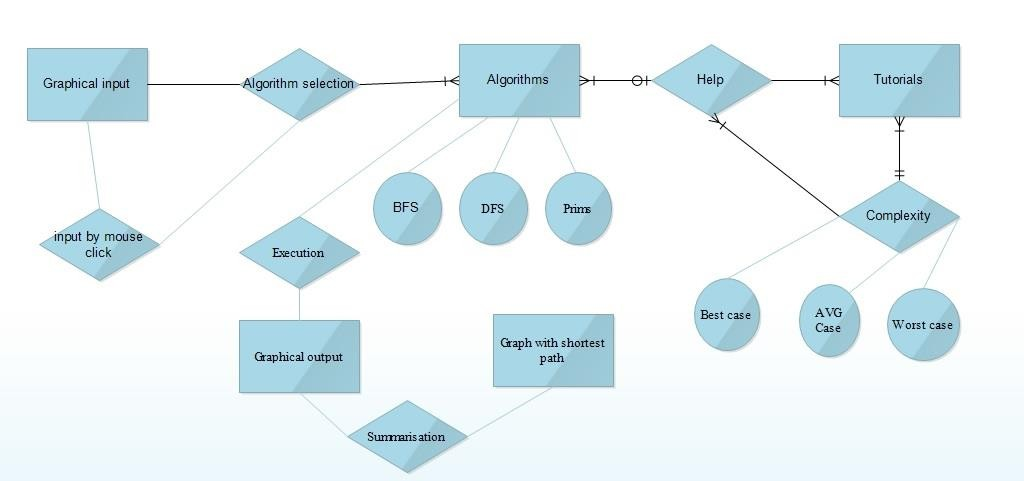 Graphical input
Algorithm selection
Algorithms
Help
Tutorials
BFS
DFS
Prims
Complexity
input by mouse
click
Execution
Best case
AVG
Case
Worst case
Graphical output
Graph with shortest
path
Summarisation